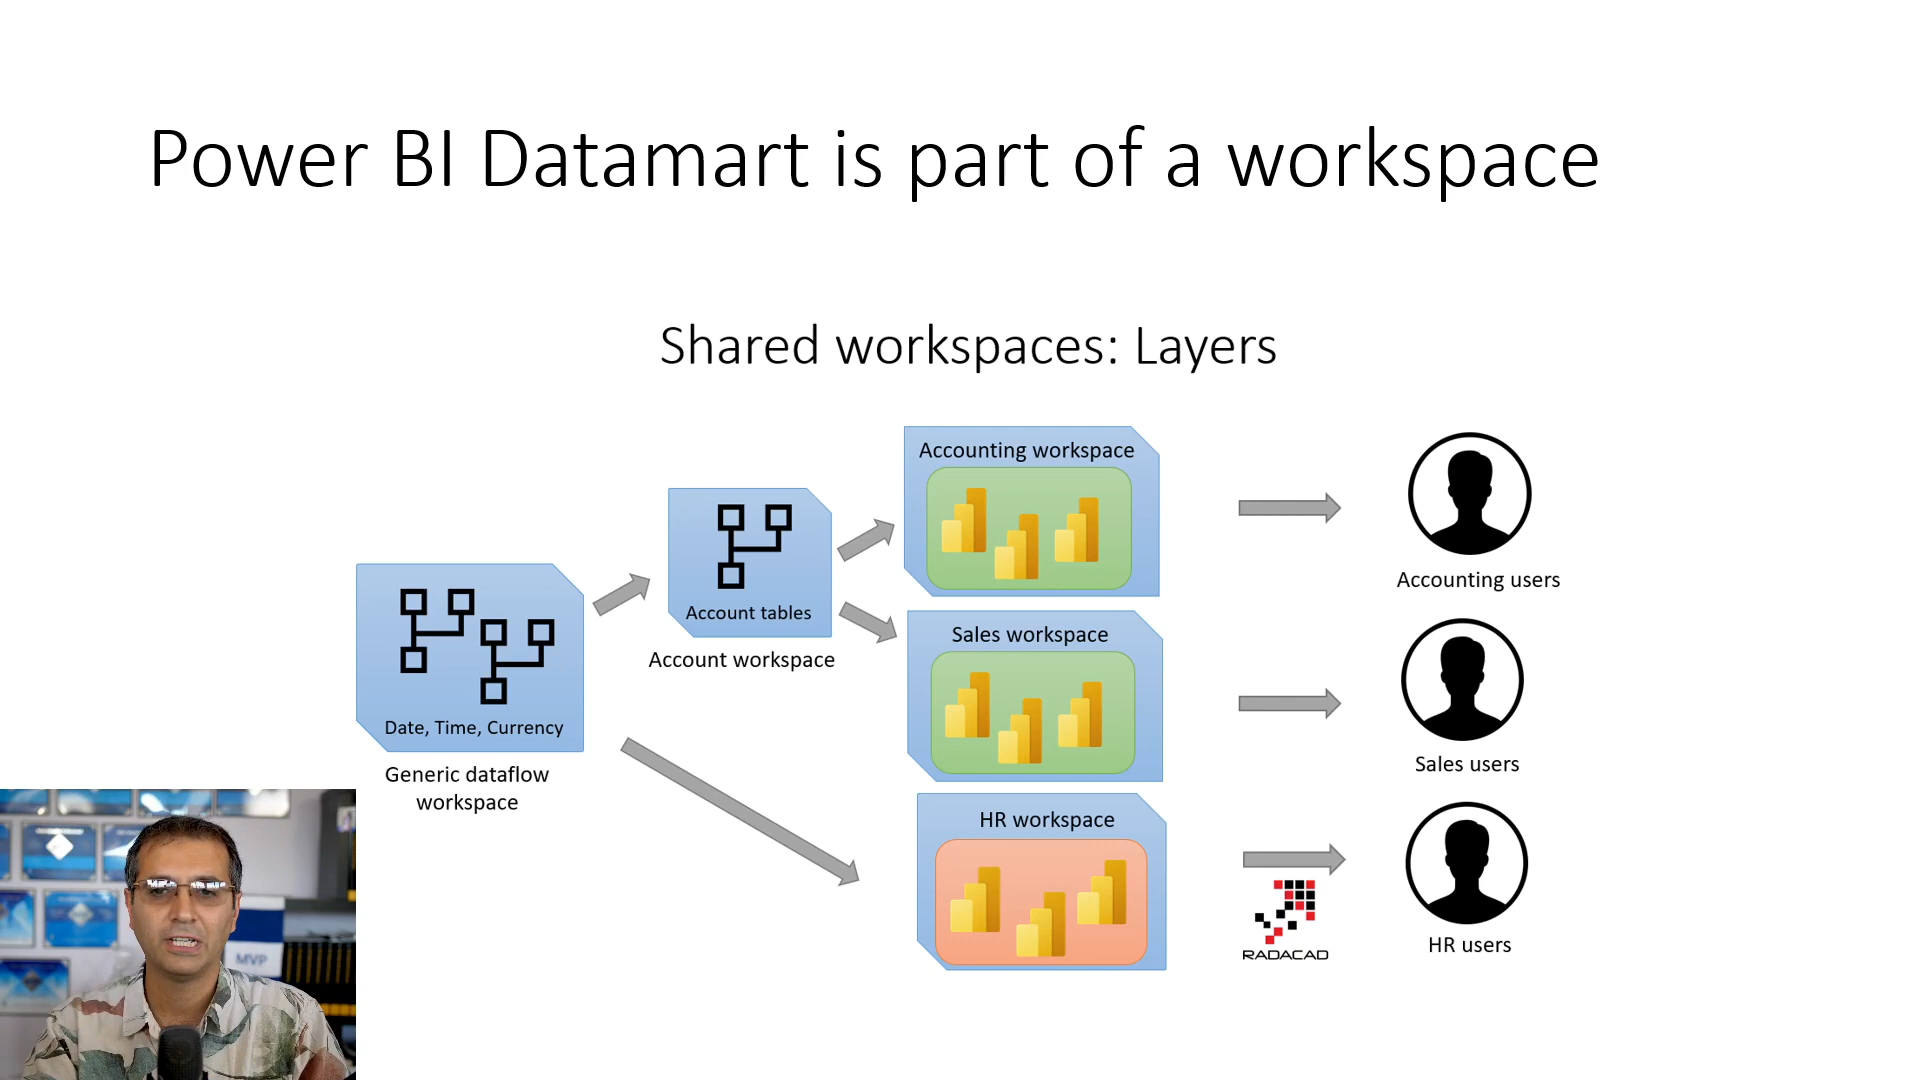 Power BI Datamart is part of a workspace
Shared workspaces: Layers
Accounting workspace
Account tables
Account workspace
Accounting users
Sales workspace
Date, Time, Currency
Generic dataflow
workspace
Sales users
HR workspace
RADACAD
HR users
MVP